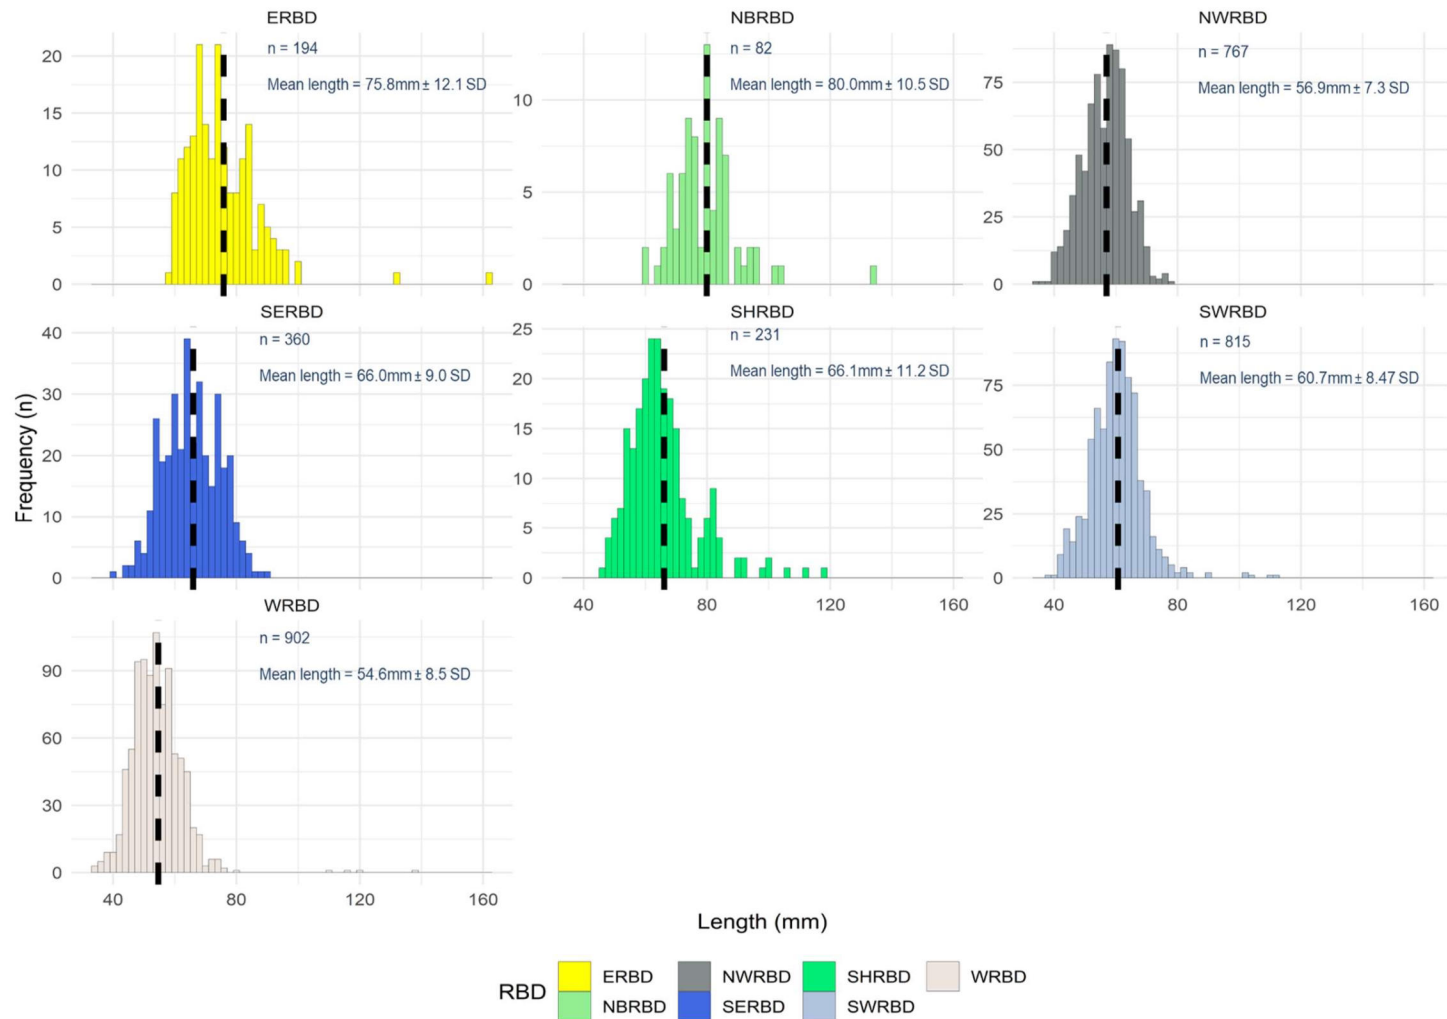 ERBD
n = 194
Mean length = 75.8mm ± 12.1 SD
20
15
10
5
0
NBRBD
n = 82
Mean length = 80.0mm ± 10.5 SD
10
5
0
NWRBD
n = 767
Mean length = 56.9mm ± 7.3 SD
75
50
25
0
Frequency (n)
SERBD
n = 360
Mean length = 66.0mm ± 9.0 SD
40
30
20
10
0
SHRBD
n = 231
Mean length = 66.1mm ± 11.2 SD
25
20
15
10
5
0
40 80 120 160
SWRBD
n = 815
Mean length = 60.7mm ± 8.47 SD
75
50
25
0
40 80 120 160
WRBD
n = 902
Mean length = 54.6mm ± 8.5 SD
90
60
30
0
40 80 120 160
Length (mm)
RBD
ERBD NWRBD SHRBD WRBD
NBRBD SERBD SWRBD